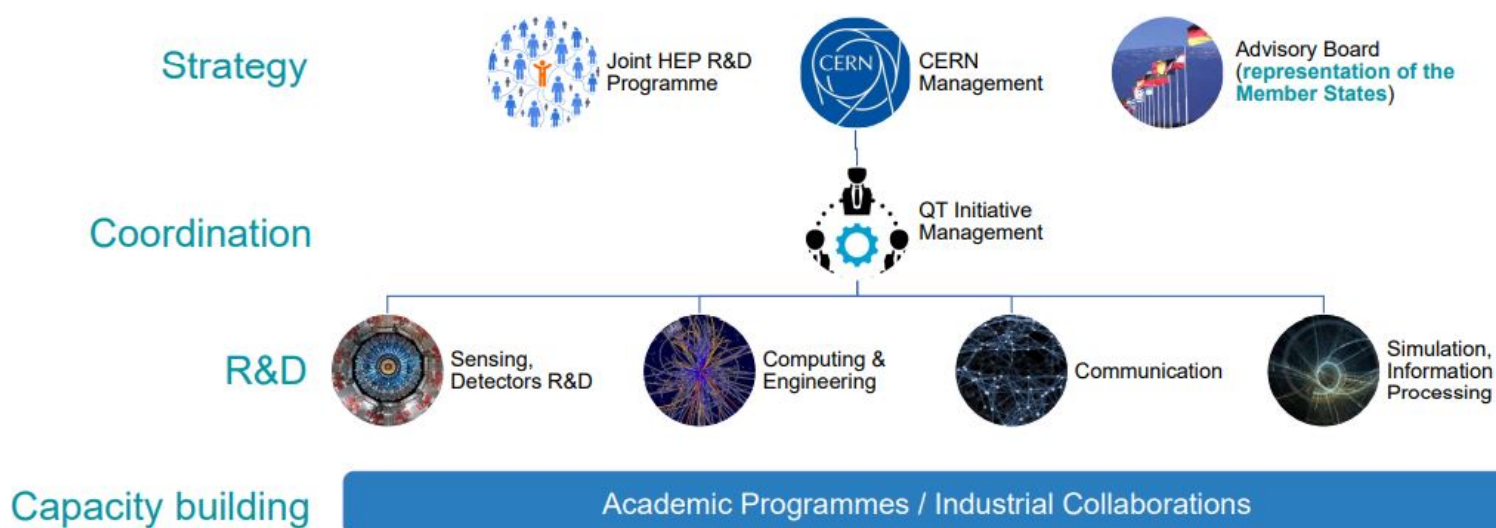 Strategy
Joint HEP R&D
Programme
CERN
CERN
Management
Advisory Board
(representation of the
Member States)
Coordination
QT Initiative
Management
R&D
Sensing,
Detectors R&D
Computing &
Engineering
Communication
Simulation,
Information
Processing
Capacity building
Academic Programmes / Industrial Collaborations